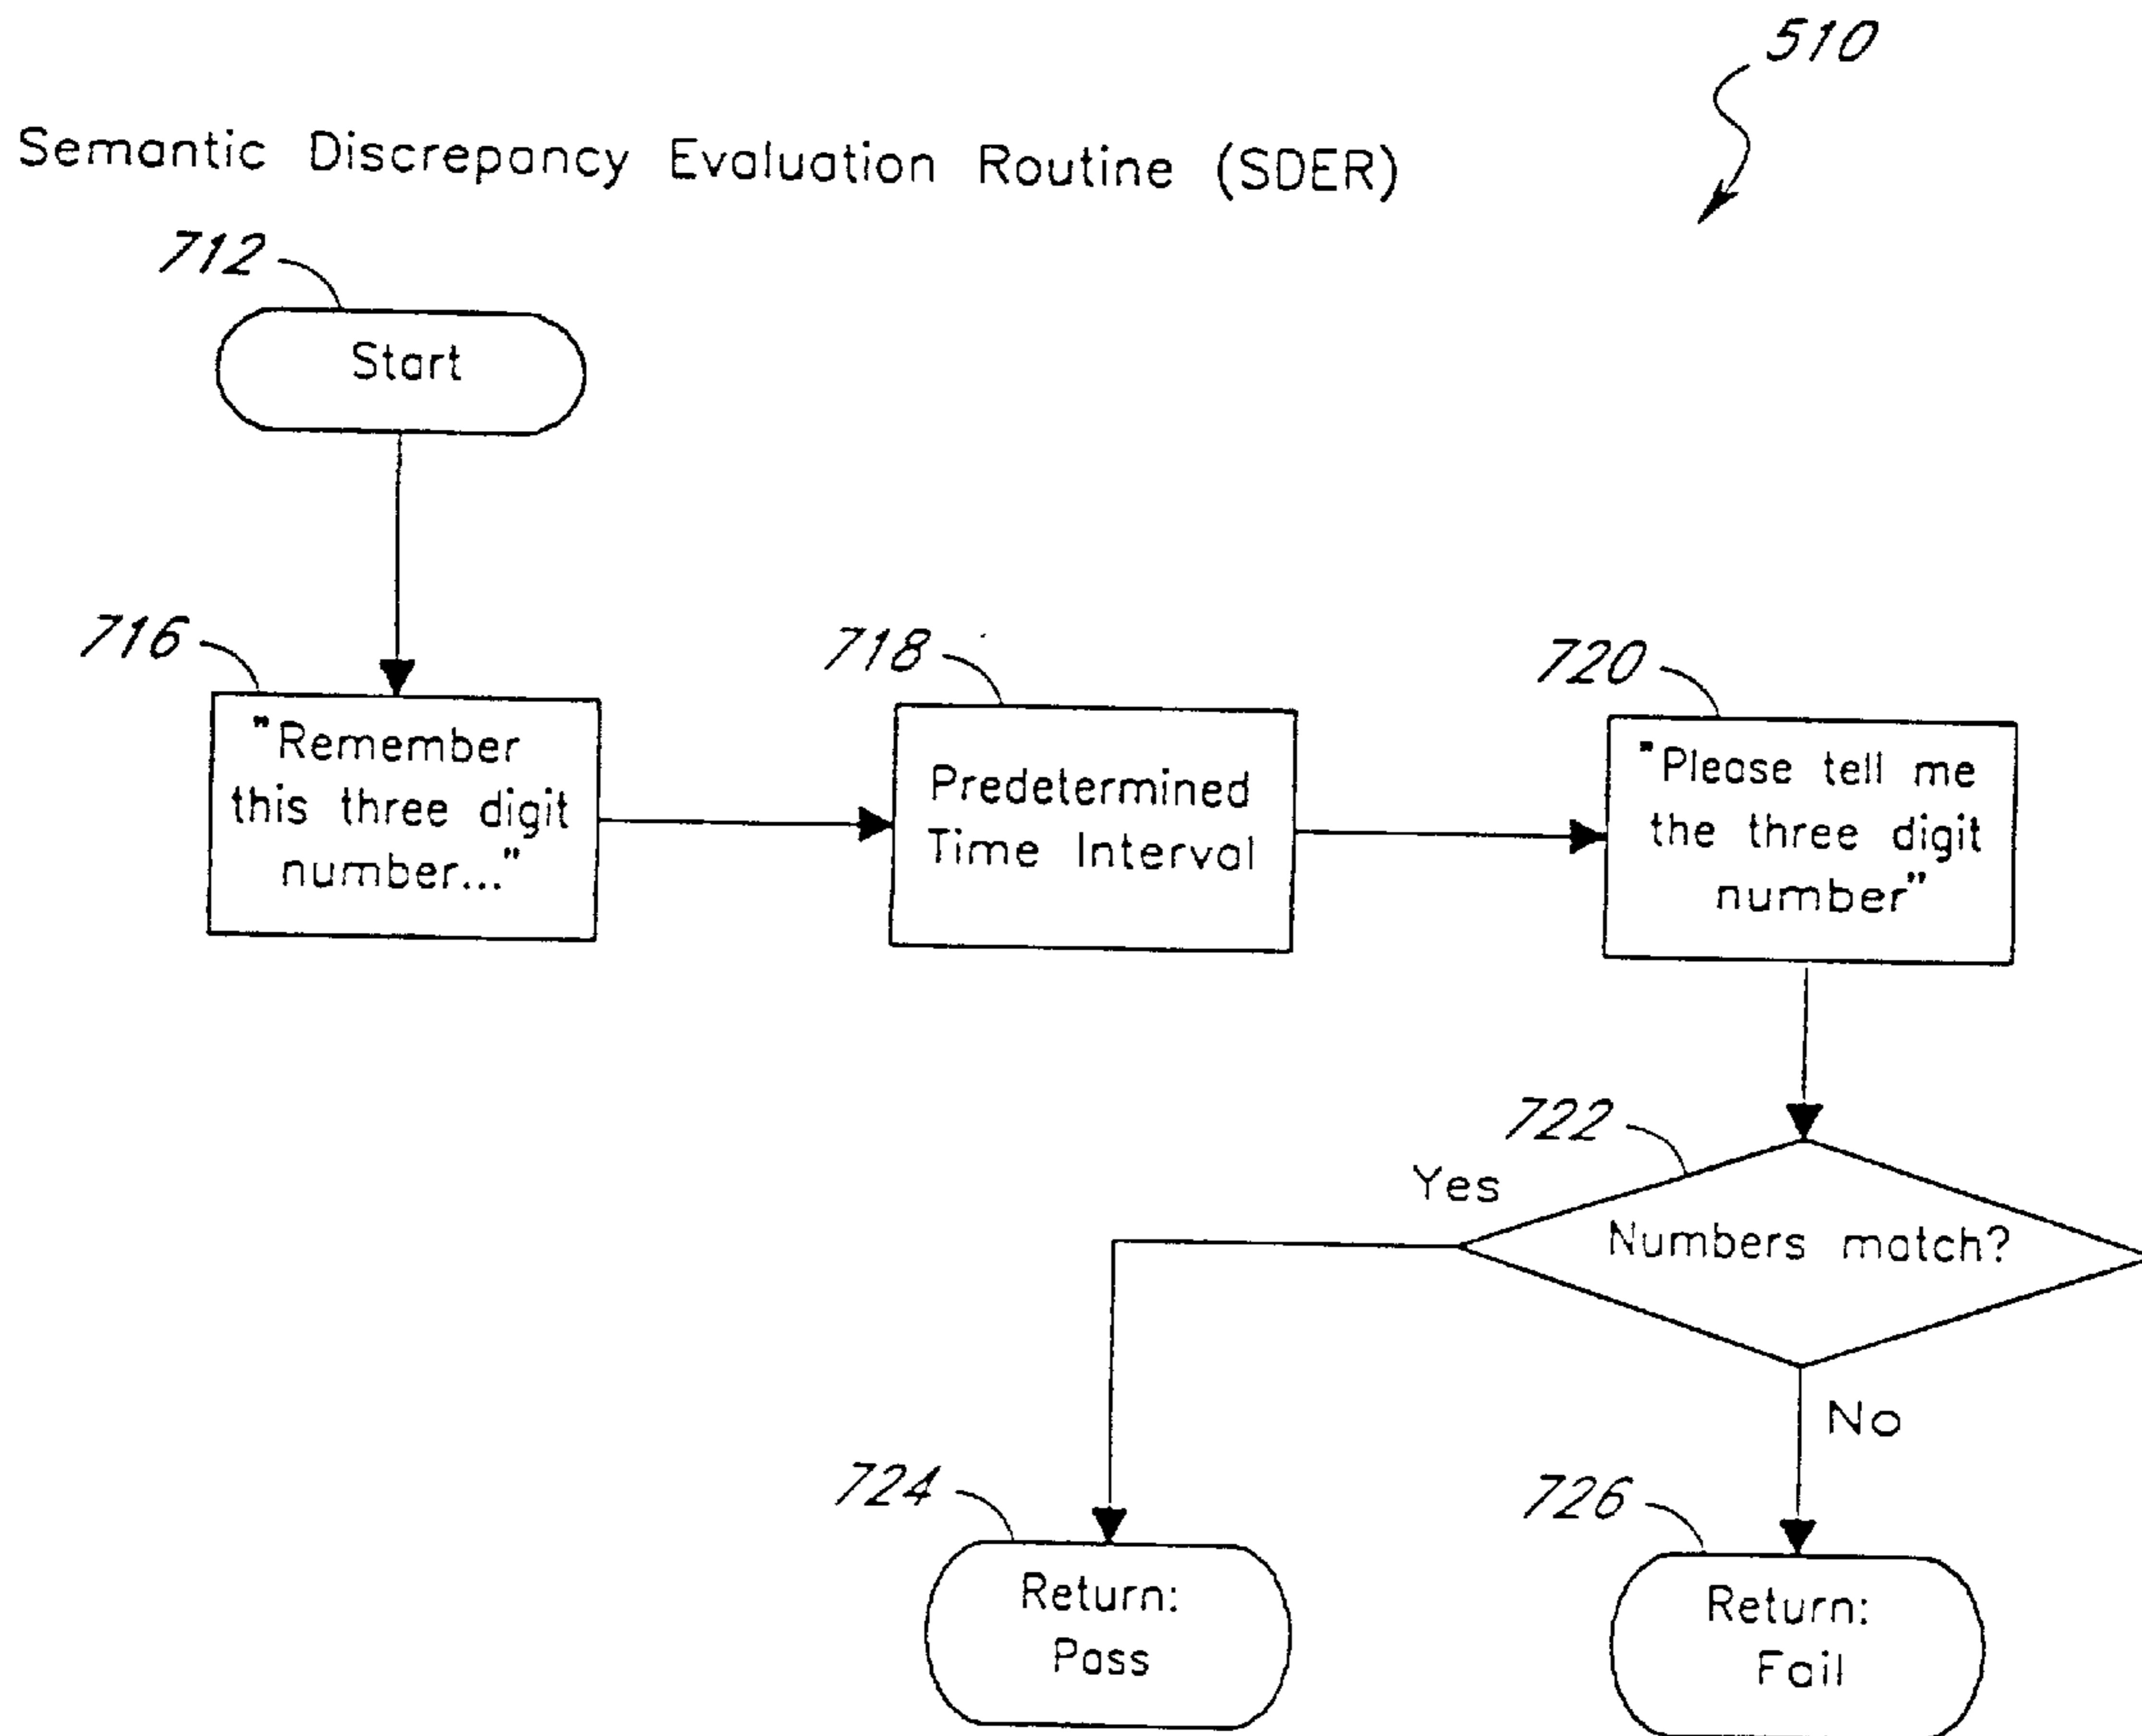 510
Semantic Discrepancy Evaluation Routine (SDER)
712
Start
716
"Remember
this three digit
number..."
718
Predetermined
Time Interval
720
"Please tell me
the three digit
number"
722
Yes
Numbers match?
No
724
Return:
Pass
726
Return:
Fail